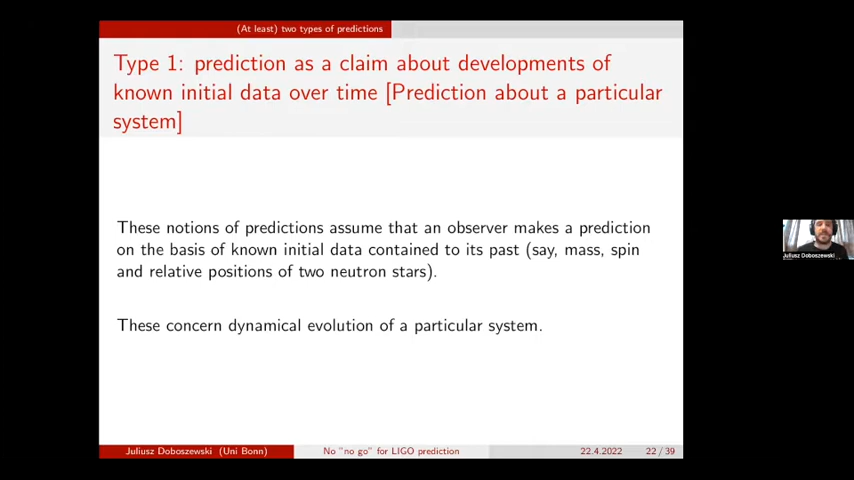 (At least) two types of predictions
Type 1: prediction as a claim about developments of
known initial data over time [Prediction about a particular
system]
These notions of predictions assume that an observer makes a prediction
on the basis of known initial data contained to its past (say, mass, spin
and relative positions of two neutron stars).
These concern dynamical evolution of a particular system.
Juliusz Doboszewski
Juliusz Doboszewski (Uni Bonn)
No "no go" for LIGO prediction
22.4.2022
22 / 39